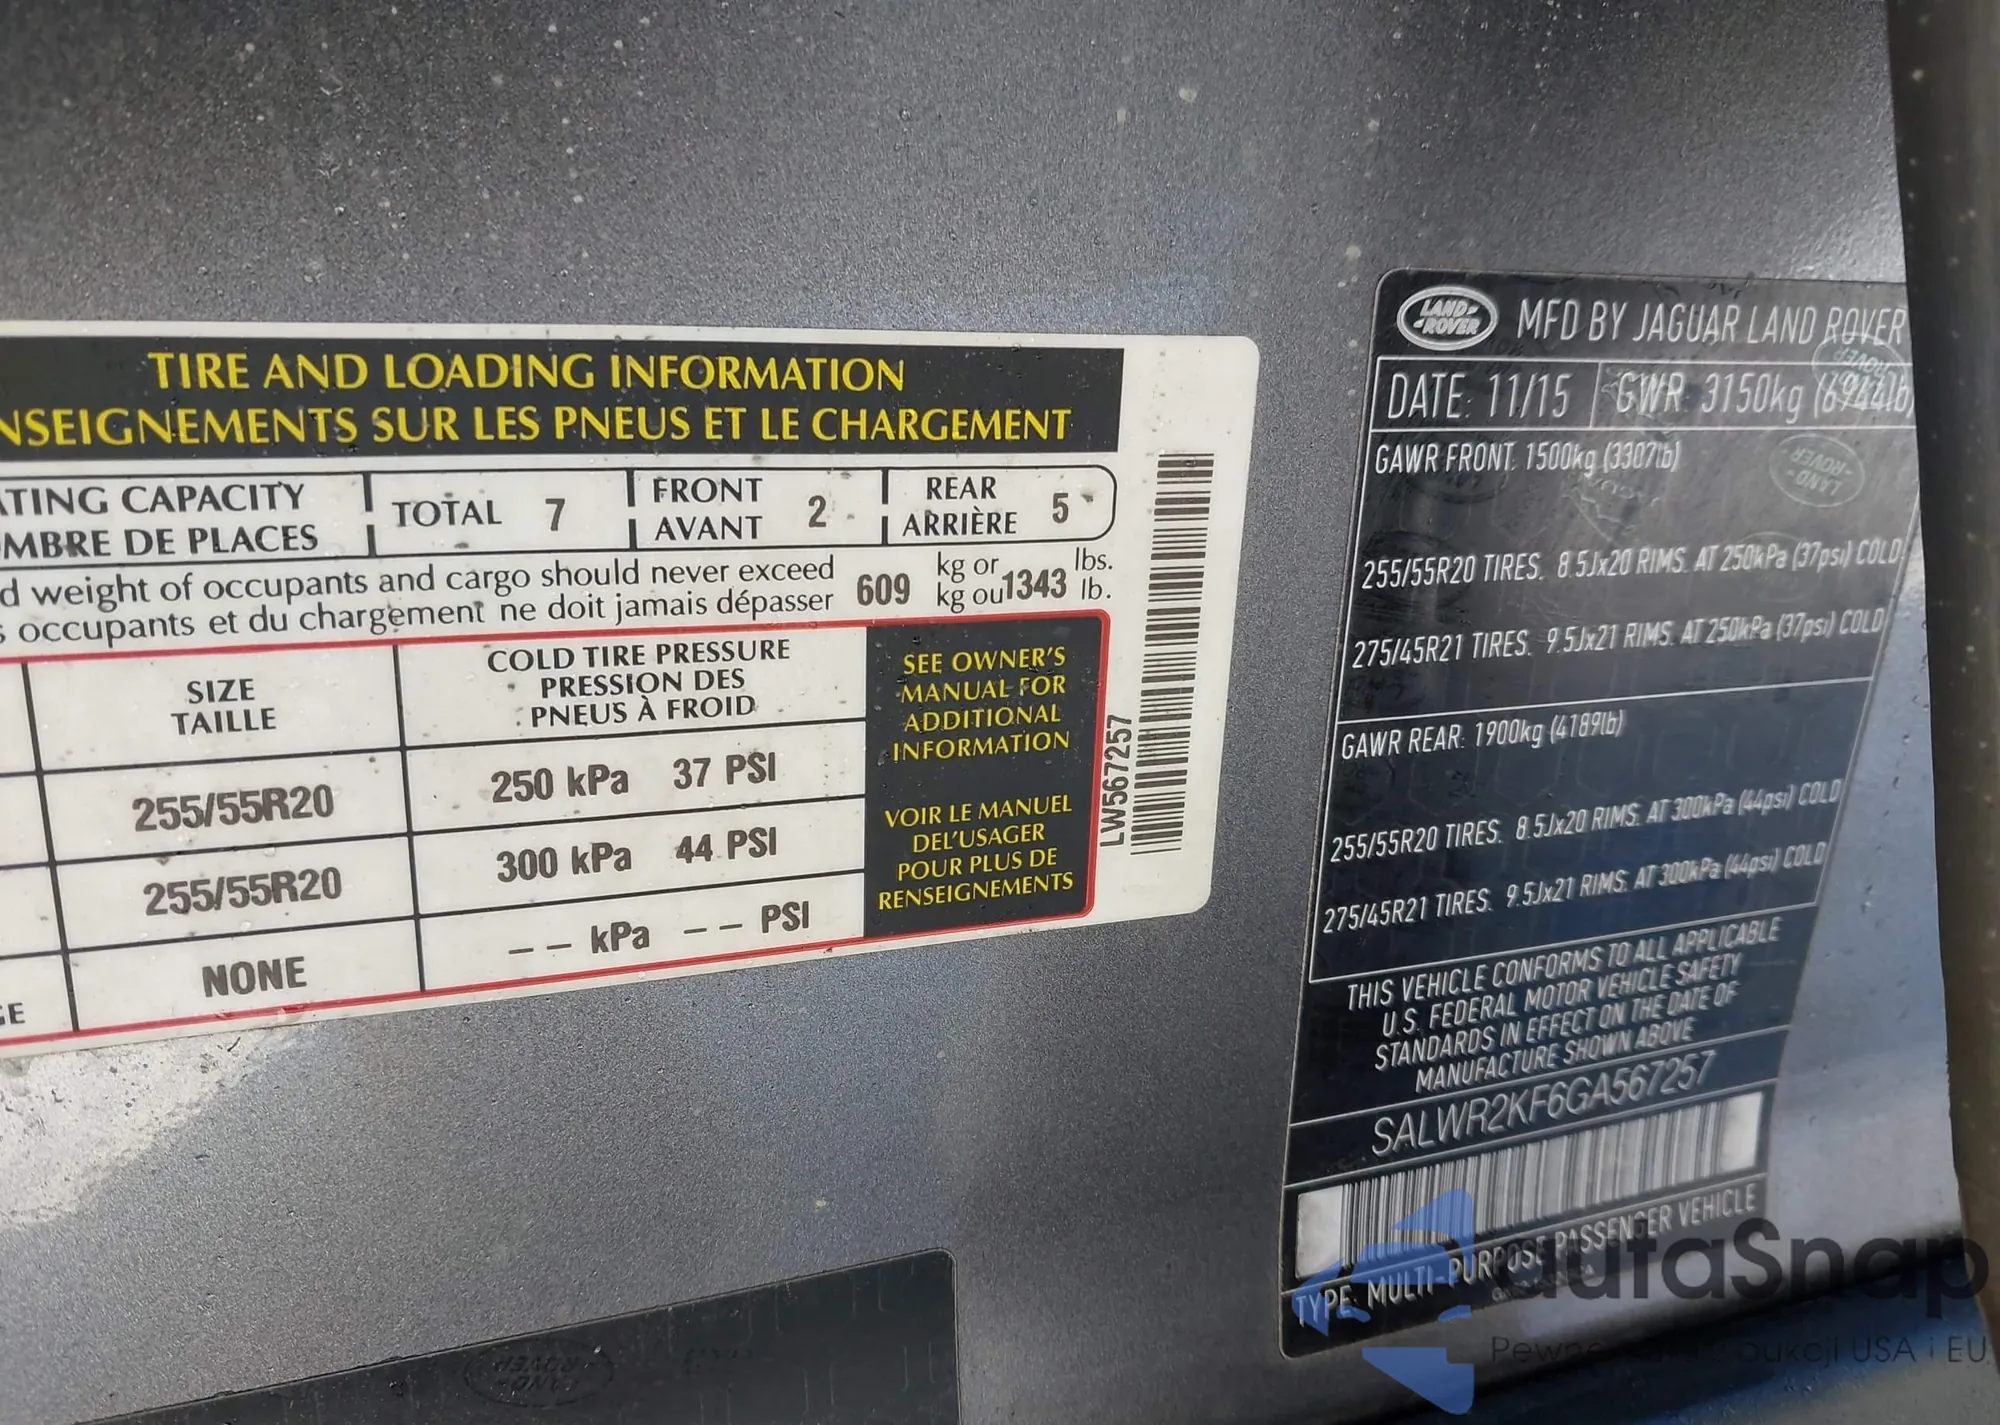 TIRE AND LOADING INFORMATION
NSEIGNEMENTS SUR LES PNEUS ET LE CHARGEMENT
ATING CAPACITY
OMBRE DE PLACES
TOTAL 7
FRONT
AVANT
2
REAR
ARRIÈRE
5
d weight of occupants and cargo should never exceed
s occupants et du chargement ne doit jamais dépasser
609
kg or
kg ou
1343
lbs.
lb.
SIZE
TAILLE
COLD TIRE PRESSURE
PRESSION DES
PNEUS À FROID
255/55R20
250 kPa 37 PSI
255/55R20
300 kPa 44 PSI
GE
NONE
-- kPa -- PSI
SEE OWNER'S
MANUAL FOR
ADDITIONAL
INFORMATION
VOIR LE MANUEL
DEL'USAGER
POUR PLUS DE
RENSEIGNEMENTS
LW567257
LAND-
-ROVER
MFD BY JAGUAR LAND ROVER
DATE: 11/15 GWR 3150kg (6944lb)
GAWR FRONT: 1500kg (3307lb)
255/55R20 TIRES. 8.5Jx20 RIMS. AT 250kPa (37psi) COLD
275/45R21 TIRES. 9.5Jx21 RIMS. AT 250kPa (37psi) COLD
GAWR REAR: 1900kg (4189lb)
255/55R20 TIRES. 8.5Jx20 RIMS. AT 300kPa (44psi) COLD
275/45R21 TIRES. 9.5Jx21 RIMS. AT 300kPa (44psi) COLD
THIS VEHICLE CONFORMS TO ALL APPLICABLE
U.S. FEDERAL MOTOR VEHICLE SAFETY
STANDARDS IN EFFECT ON THE DATE OF
MANUFACTURE SHOWN ABOVE
SALWR2KF6GA567257
TYPE: MULTI-PURPOSE PASSENGER VEHICLE
autaSnap
USA i EU